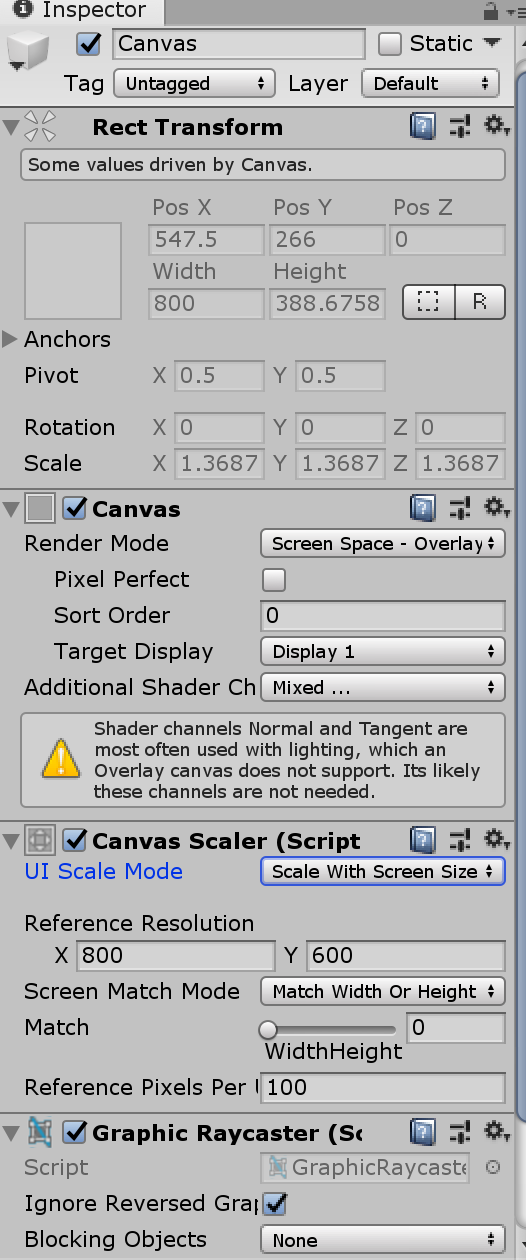 Inspector
Canvas Static
Tag Untagged Layer Default
Rect Transform
Some values driven by Canvas.
Pos X Pos Y Pos Z
547.5 266 0
Width Height
800 388.6758 R
Anchors
Pivot X 0.5 Y 0.5
Rotation X 0 Y 0 Z 0
Scale X 1.3687 Y 1.3687 Z 1.3687
Canvas
Render Mode Screen Space - Overlay
Pixel Perfect
Sort Order 0
Target Display Display 1
Additional Shader Ch Mixed ...
Shader channels Normal and Tangent are
most often used with lighting, which an
Overlay canvas does not support. Its likely
these channels are not needed.
Canvas Scaler (Script
UI Scale Mode Scale With Screen Size
Reference Resolution
X 800 Y 600
Screen Match Mode Match Width Or Height
Match 0
WidthHeight
Reference Pixels Per U 100
Graphic Raycaster (Sc
Script GraphicRaycaste
Ignore Reversed Grap
Blocking Objects None